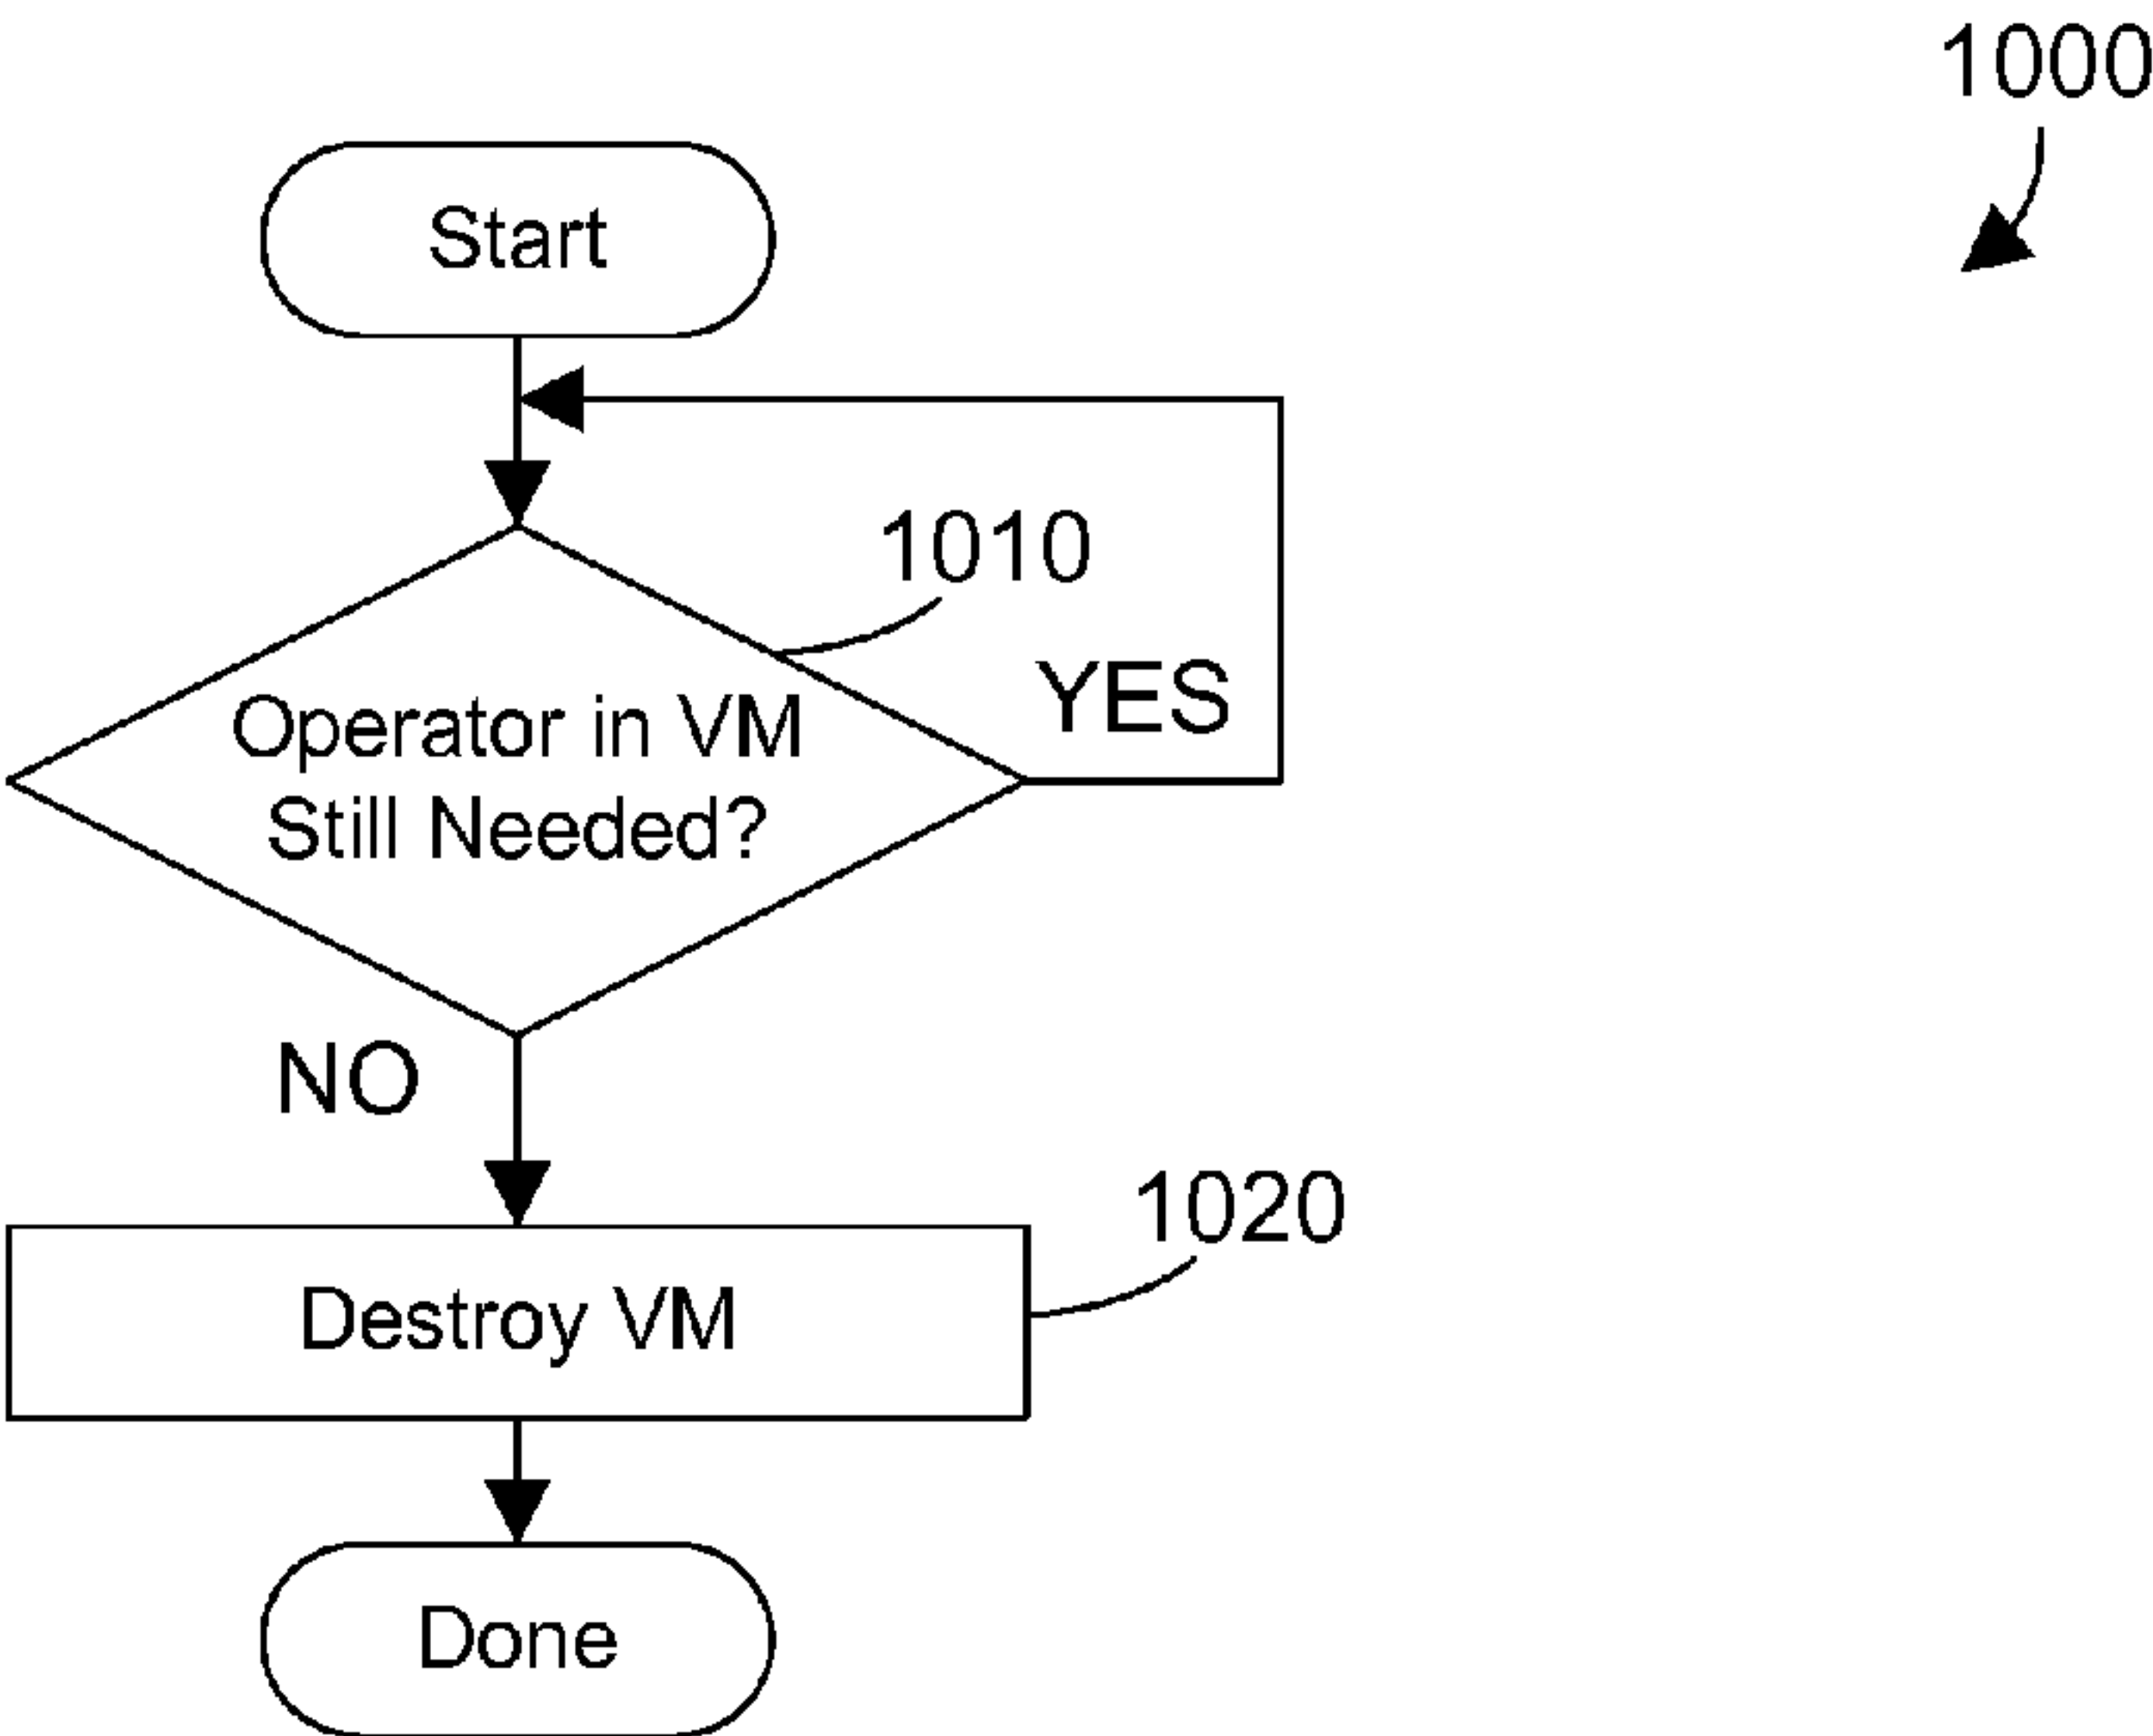 1000
Start
1010
YES
Operator in VM
Still Needed?
NO
1020
Destroy VM
Done